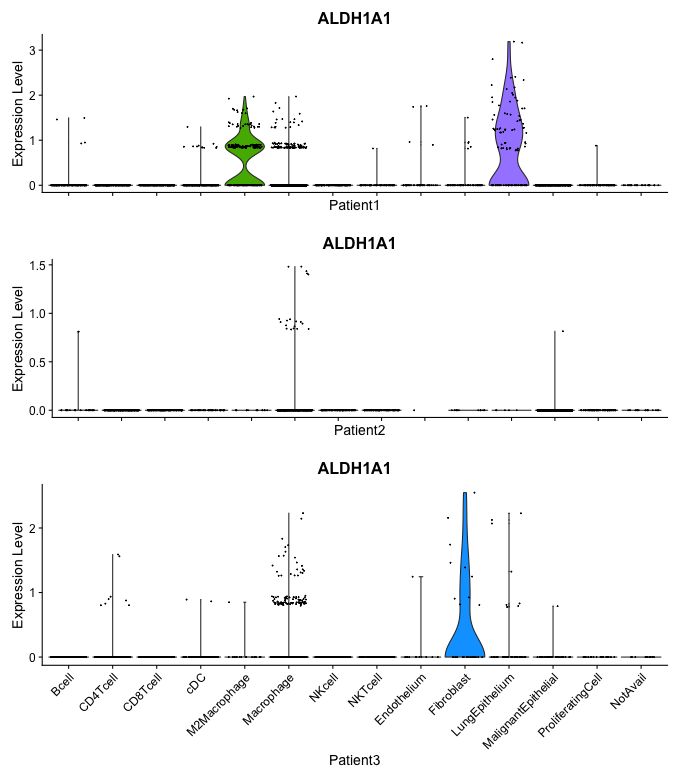 ALDH1A1
Expression Level
3
2
1
0
Patient1
ALDH1A1
Expression Level
1.5
1.0
0.5
0.0
Patient2
ALDH1A1
Expression Level
2
1
0
Bcell
CD4Tcell
CD8Tcell
cDC
M2Macrophage
Macrophage
NKcell
NKTcell
Endothelium
Fibroblast
LungEpithelium
MalignantEpithelial
ProliferatingCell
NotAvail
Patient3